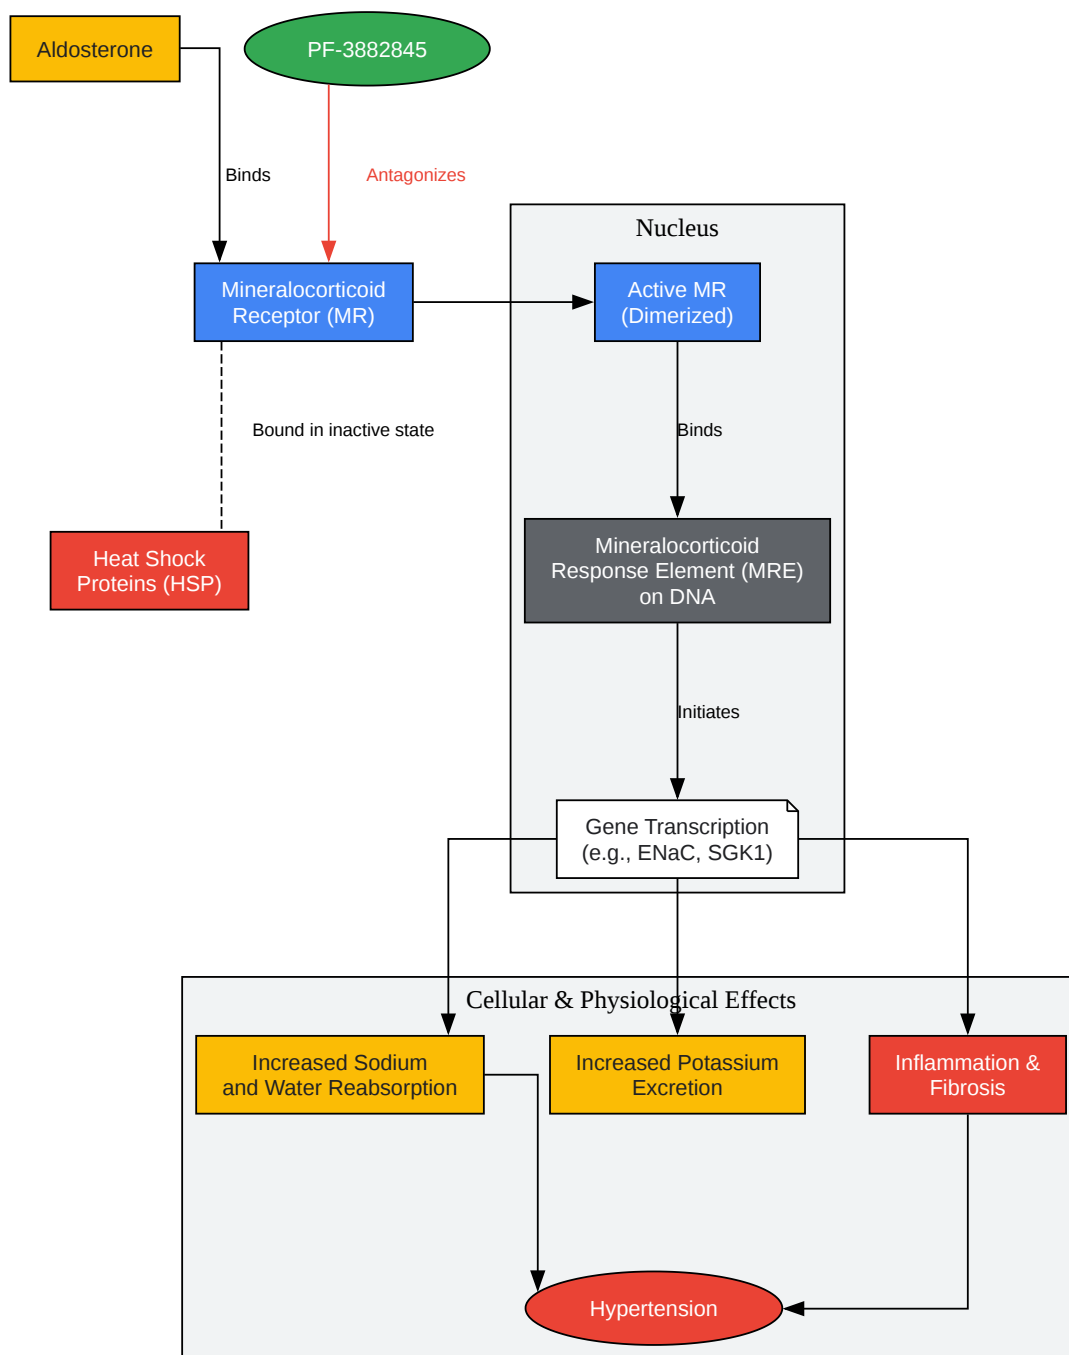 Aldosterone
PF-3882845
Binds
Antagonizes
Nucleus
Mineralocorticoid
Receptor (MR)
Active MR
(Dimerized)
Bound in inactive state
Binds
Heat Shock
Proteins (HSP)
Mineralocorticoid
Response Element (MRE)
on DNA
Initiates
Gene Transcription
(e.g., ENaC, SGK1)
Cellular & Physiological Effects
Increased Sodium
and Water Reabsorption
Increased Potassium
Excretion
Inflammation &
Fibrosis
Hypertension